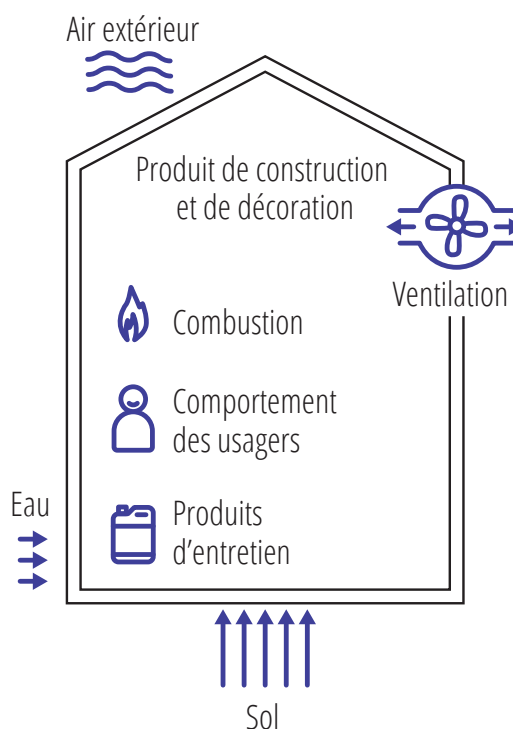 Air extérieur
Produit de construction
et de décoration
Ventilation
Combustion
Comportement
des usagers
Eau
Produits
d’entretien
Sol